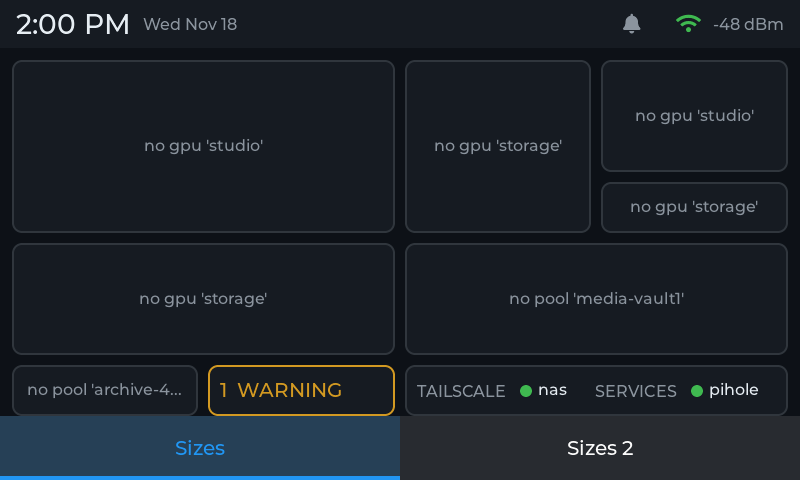 2:00 PM Wed Nov 18
-48 dBm
no gpu 'studio'
no gpu 'storage'
no gpu 'studio'
no gpu 'storage'
no gpu 'storage'
no pool 'media-vault1'
no pool 'archive-4...
1 WARNING
TAILSCALE nas SERVICES pihole
Sizes
Sizes 2